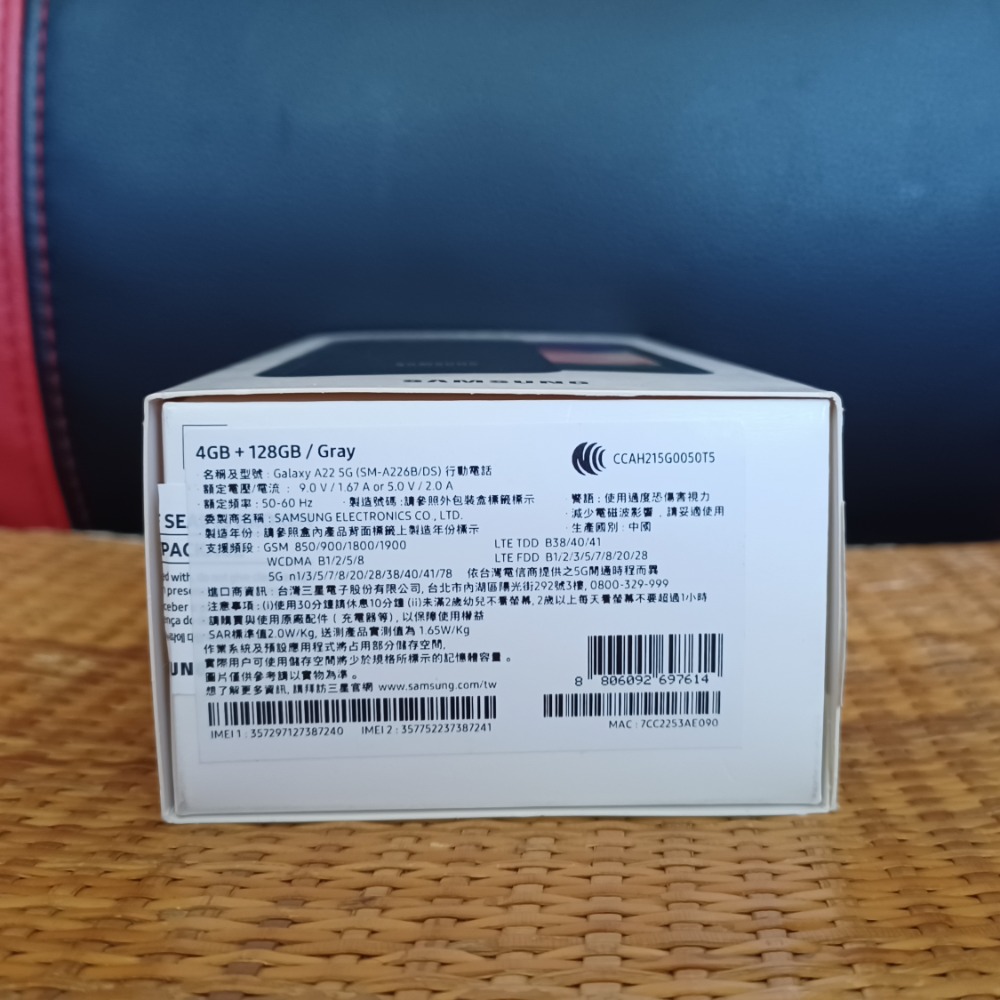 SAMSUNG
4GB + 128GB / Gray
CCAH215G0050T5
名稱及型號：Galaxy A22 5G (SM-A226B/DS) 行動電話
額定電壓/電流： 9.0 V / 1.67 A or 5.0 V / 2.0 A
·額定頻率：50-60 Hz ·製造號碼:請參照外包裝盒標籤標示
委製商名稱：SAMSUNG ELECTRONICS CO., LTD.
·製造年份：請參照盒內產品背面標籤上製造年份標示
·警語：使用過度恐傷害視力
·減少電磁波影響，請妥適使用
·生產國別：中國
·支援頻段：GSM 850/900/1800/1900 LTE TDD B38/40/41
WCDMA B1/2/5/8 LTE FDD B1/2/3/5/7/8/20/28
5G n1/3/5/7/8/20/28/38/40/41/78 依台灣電信商提供之5G開通時程而異
·進口商資訊：台灣三星電子股份有限公司, 台北市內湖區陽光街292號3樓, 0800-329-999
·注意事項：(i)使用30分鐘請休息10分鐘 (ii)未滿2歲幼兒不看螢幕, 2歲以上每天看螢幕不要超過1小時
·請購買與使用原廠配件（充電器等), 以保障使用權益
·SAR標準值2.0W/Kg, 送測產品實測值為 1.65W/Kg
作業系統及預設應用程式將占用部分儲存空間,
實際用戶可使用儲存空間將少於規格所標示的記憶體容量。
圖片僅供參考請以實物為準。
想了解更多資訊, 請拜訪三星官網 www.samsung.com/tw
8 806092 697614
IMEI 1 : 357297127387240 IMEI 2 : 357752237387241
MAC : 7CC2253AE090